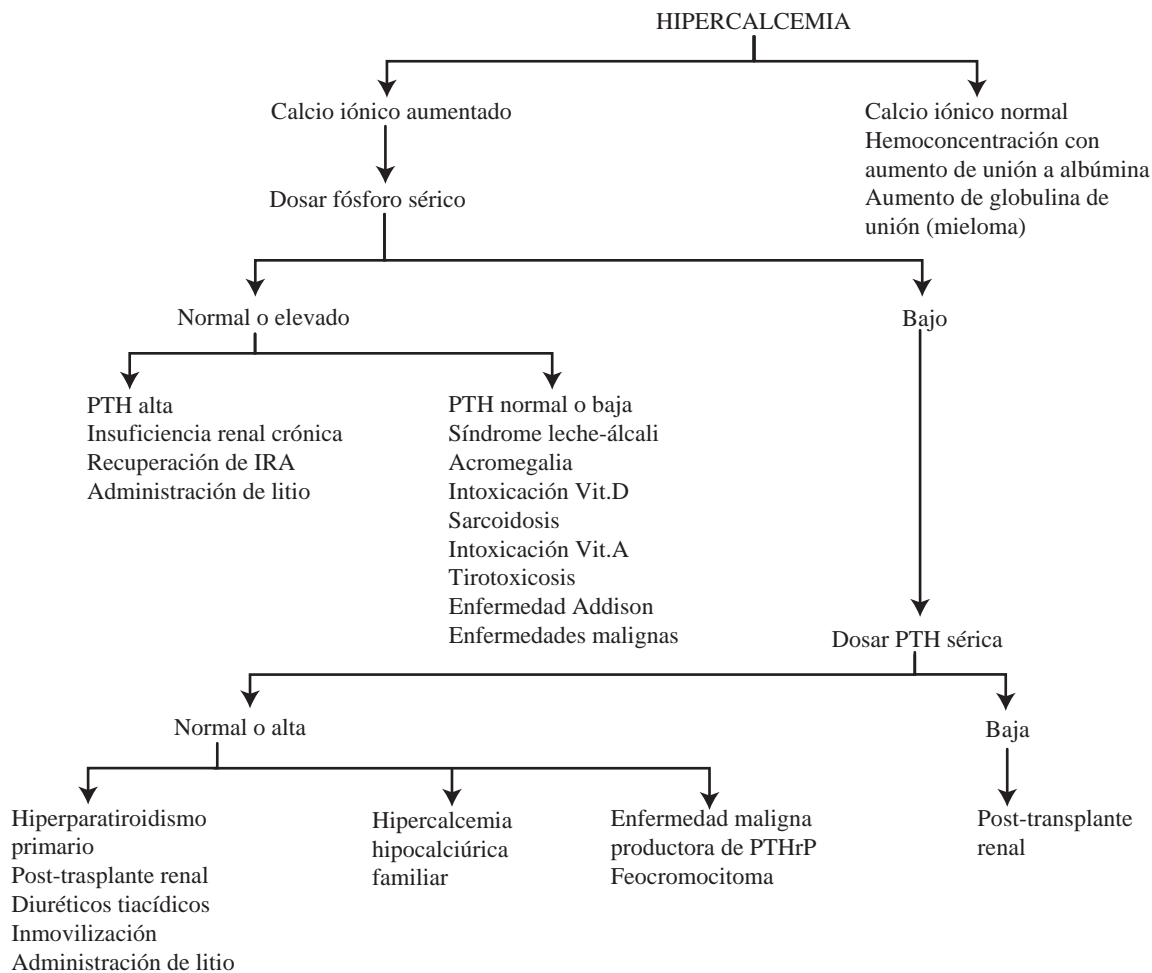 HIPERCALCEMIA
Calcio iónico aumentado
Calcio iónico normal
Hemoconcentración con
aumento de unión a albúmina
Aumento de globulina de
unión (mieloma)
Dosar fósforo sérico
Normal o elevado
Bajo
PTH alta
Insuficiencia renal crónica
Recuperación de IRA
Administración de litio
PTH normal o baja
Síndrome leche-álcali
Acromegalia
Intoxicación Vit.D
Sarcoidosis
Intoxicación Vit.A
Tirotoxicosis
Enfermedad Addison
Enfermedades malignas
Dosar PTH sérica
Normal o alta
Baja
Hiperparatiroidismo
primario
Post-trasplante renal
Diuréticos tiacídicos
Inmovilización
Administración de litio
Hipercalcemia
hipocalciúrica
familiar
Enfermedad maligna
productora de PTHrP
Feocromocitoma
Post-transplante
renal